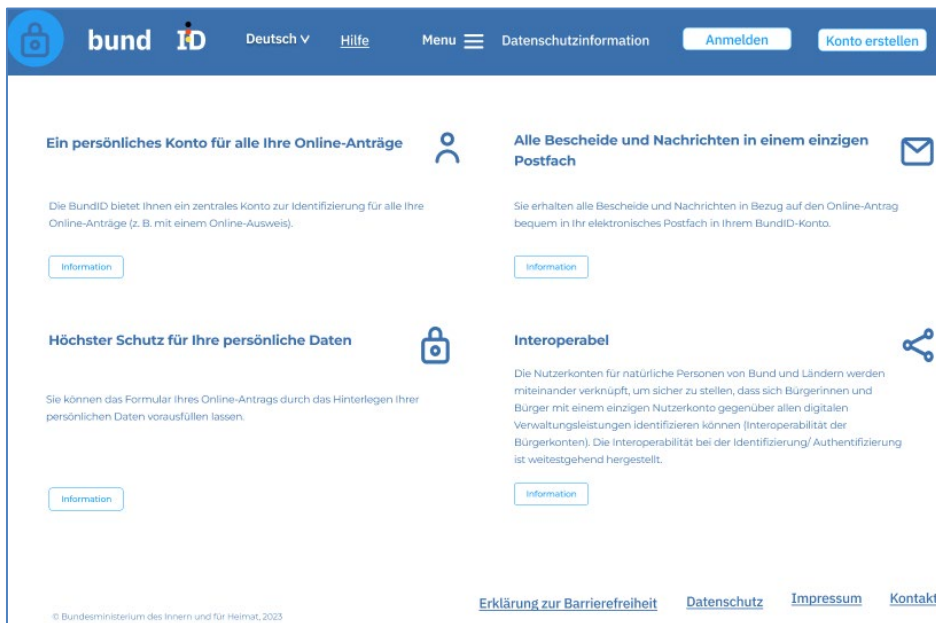 bund ID Deutsch Hilfe Menu Datenschutzinformation Anmelden Konto erstellen
Ein persönliches Konto für alle Ihre Online-Anträge
Die BundID bietet Ihnen ein zentrales Konto zur Identifizierung für alle Ihre
Online-Anträge (z. B. mit einem Online-Ausweis).
Information
Alle Bescheide und Nachrichten in einem einzigen
Postfach
Sie erhalten alle Bescheide und Nachrichten in Bezug auf den Online-Antrag
bequem in Ihr elektronisches Postfach in Ihrem BundID-Konto.
Information
Höchster Schutz für Ihre persönliche Daten
Sie können das Formular Ihres Online-Antrags durch das Hinterlegen Ihrer
persönlichen Daten vorausfüllen lassen.
Information
Interoperabel
Die Nutzerkonten für natürliche Personen von Bund und Ländern werden
miteinander verknüpft, um sicher zu stellen, dass sich Bürgerinnen und
Bürger mit einem einzigen Nutzerkonto gegenüber allen digitalen
Verwaltungsleistungen identifizieren können (Interoperabilität der
Bürgerkonten). Die Interoperabilität bei der Identifizierung/ Authentifizierung
ist weitestgehend hergestellt.
Information
© Bundesministerium des Innern und für Heimat, 2023
Erklärung zur Barrierefreiheit Datenschutz Impressum Kontakt